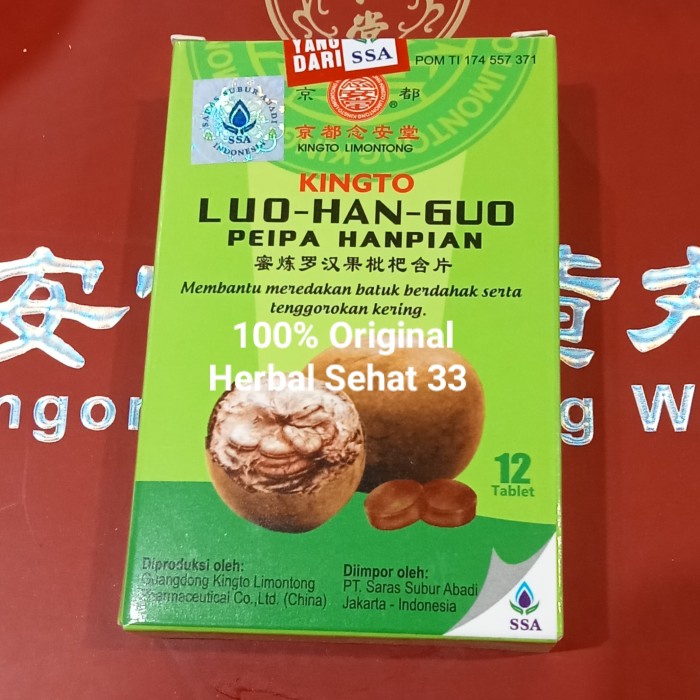 YANG
DARI SSA
POM TI 174 557 371
SARAS SUBUR ABADI
SSA
INDONESIA
京 都
京都念安堂
KINGTO LIMONTONG
KINGTO
LUO-HAN-GUO
PEIPA HANPIAN
蜜炼罗汉果枇杷含片
Membantu meredakan batuk berdahak serta
tenggorokan kering.
100% Original
Herbal Sehat 33
12
Tablet
Diproduksi oleh:
Guangdong Kingto Limontong
Pharmaceutical Co.,Ltd. (China)
Diimpor oleh:
PT. Saras Subur Abadi
Jakarta - Indonesia
SSA